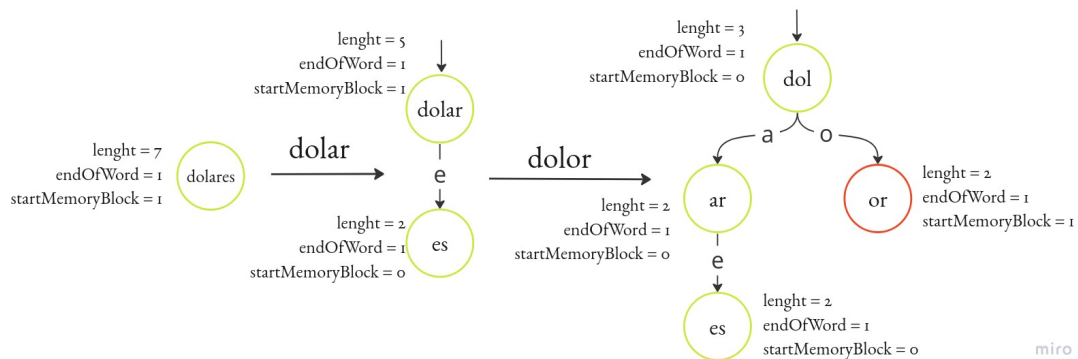 lenght = 7
endOfWord = 1
startMemoryBlock = 1
dolares
dolar
lenght = 5
endOfWord = 1
startMemoryBlock = 1
dolar
e
lenght = 2
endOfWord = 1
startMemoryBlock = 0
es
dolor
lenght = 3
endOfWord = 1
startMemoryBlock = 0
dol
a
o
lenght = 2
endOfWord = 1
startMemoryBlock = 0
ar
or
lenght = 2
endOfWord = 1
startMemoryBlock = 1
e
es
lenght = 2
endOfWord = 1
startMemoryBlock = 0
miro